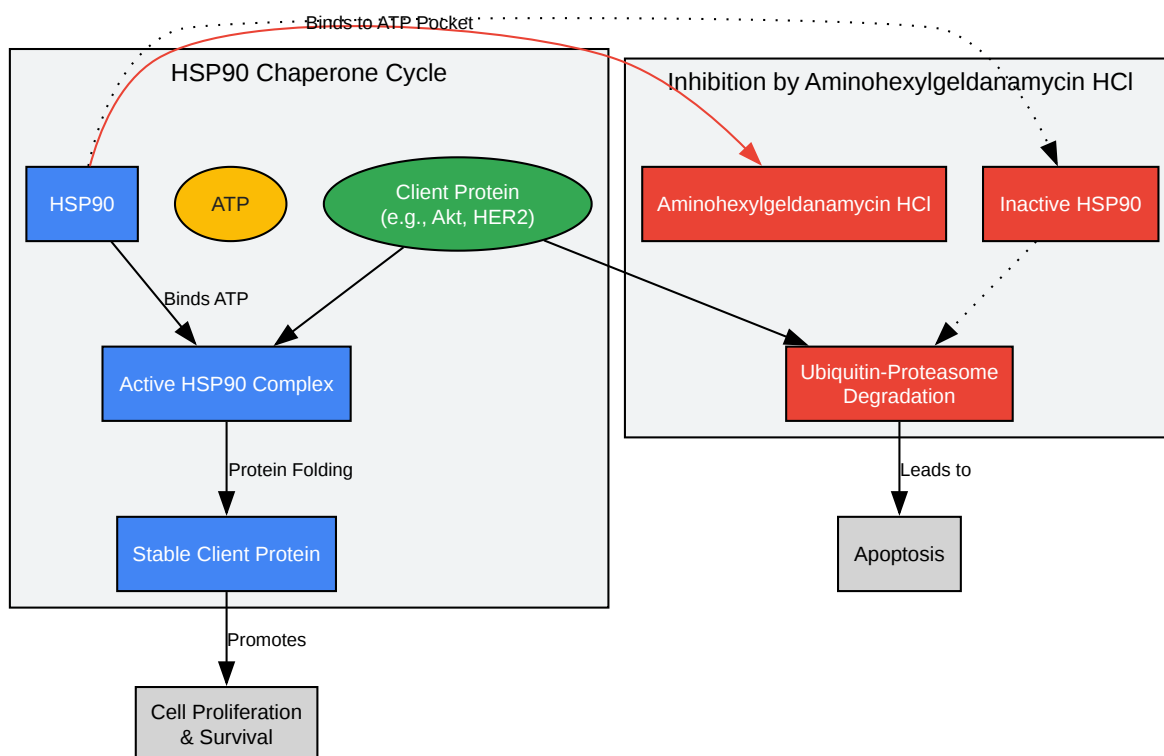 Binds to ATP Pocket
HSP90 Chaperone Cycle
Inhibition by Aminohexylgeldanamycin HCl
HSP90
ATP
Client Protein
(e.g., Akt, HER2)
Aminohexylgeldanamycin HCl
Inactive HSP90
Binds ATP
Active HSP90 Complex
Ubiquitin-Proteasome
Degradation
Protein Folding
Leads to
Stable Client Protein
Apoptosis
Promotes
Cell Proliferation
& Survival